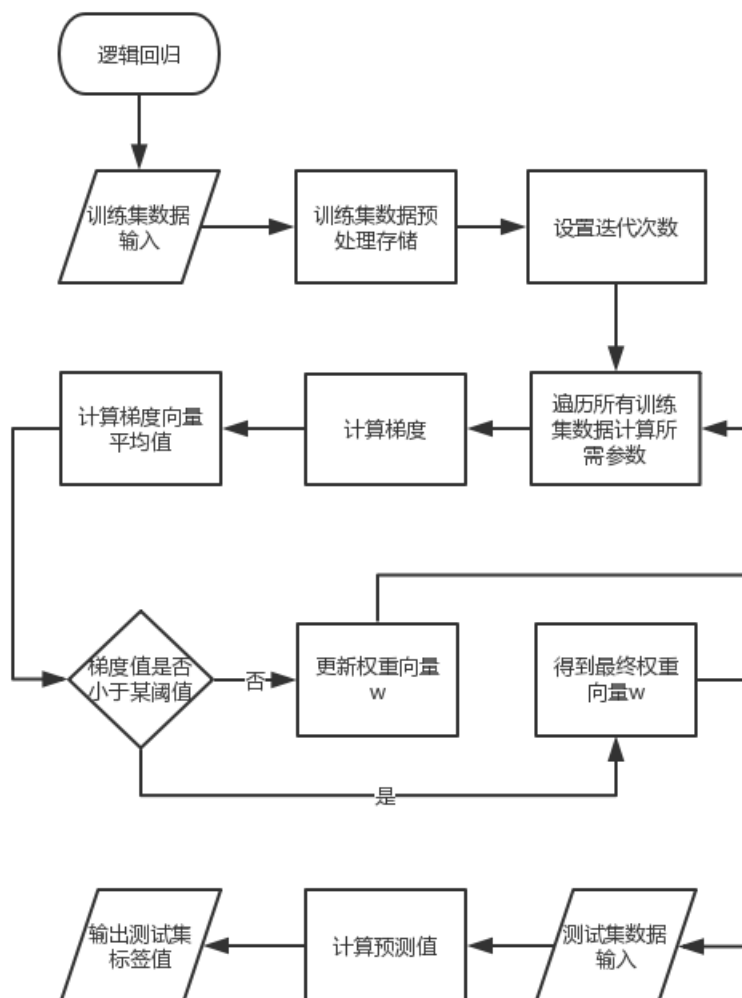 逻辑回归
训练集数据
输入
训练集数据预
处理存储
设置迭代次数
遍历所有训练
集数据计算所
需参数
计算梯度
计算梯度向量
平均值
梯度值是否
小于某阈值
否
更新权重向量
w
得到最终权重
向量w
是
测试集数据
输入
计算预测值
输出测试集
标签值